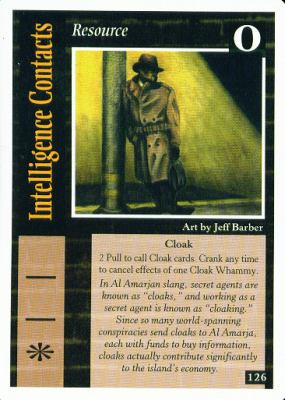 Intelligence Contacts
Resource
0
Art by Jeff Barber
Cloak
2 Pull to call Cloak cards. Crank any time
to cancel effects of one Cloak Whammy.
In Al Amarjan slang, secret agents are
known as “cloaks,” and working as a
secret agent is known as “cloaking.”
Since so many world-spanning
conspiracies send cloaks to Al Amarja,
each with funds to buy information,
cloaks actually contribute significantly
to the island's economy.
126